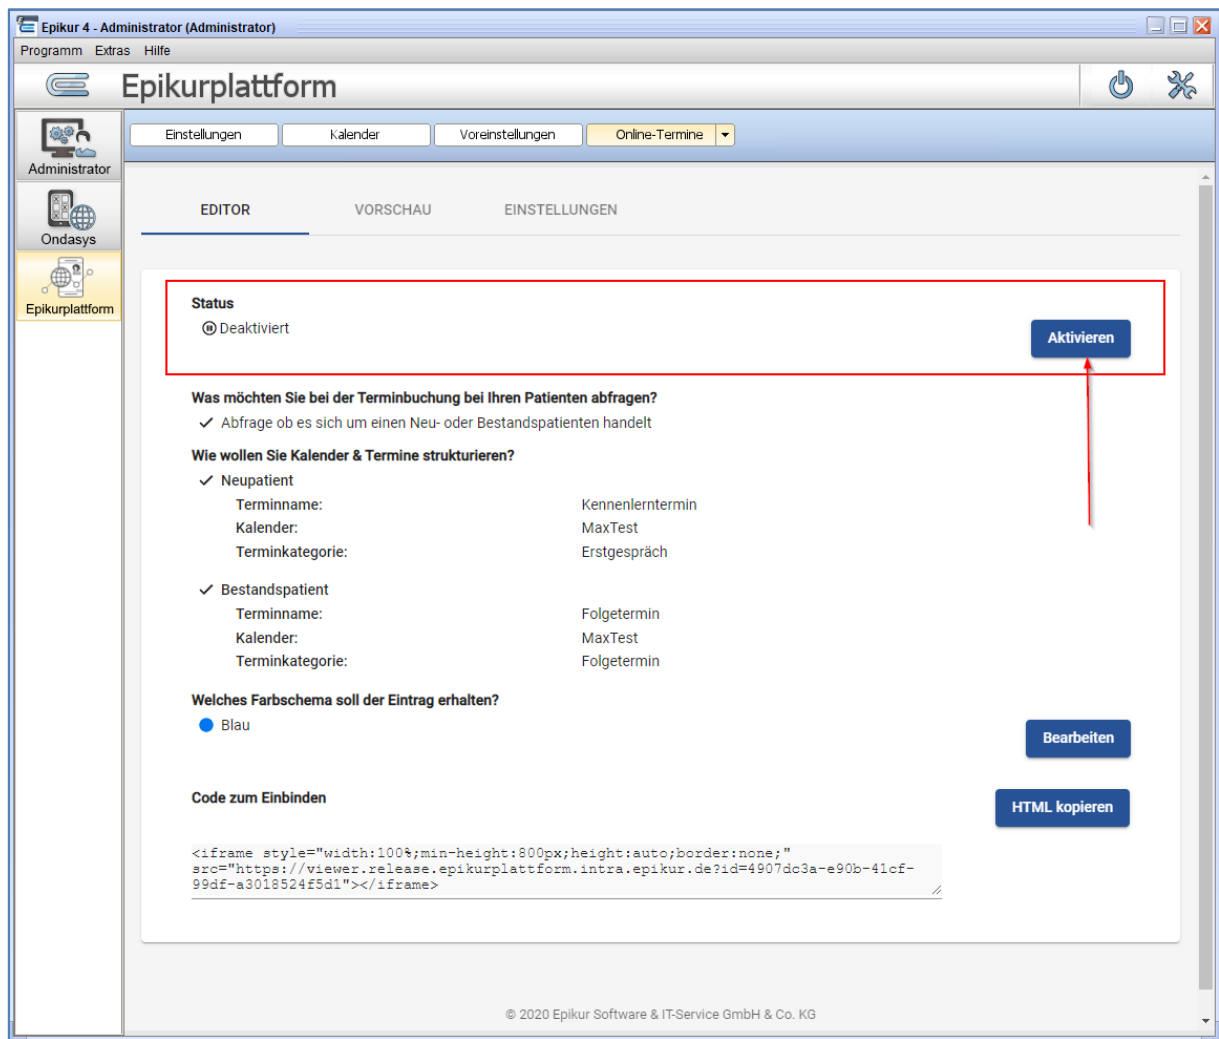 Epikur 4 - Administrator (Administrator)
Programm Extras Hilfe
Epikurplattform
Administrator
Ondasys
Epikurplattform
Einstellungen Kalender Voreinstellungen Online-Termine
EDITOR VORSCHAU EINSTELLUNGEN
Status
Deaktiviert
Aktivieren
Was möchten Sie bei der Terminbuchung bei Ihren Patienten abfragen?
Abfrage ob es sich um einen Neu- oder Bestandspatienten handelt
Wie wollen Sie Kalender & Termine strukturieren?
Neupatient
Terminname: Kennenlerntermin
Kalender: MaxTest
Terminkategorie: Erstgespräch
Bestandspatient
Terminname: Folgetermin
Kalender: MaxTest
Terminkategorie: Folgetermin
Welches Farbschema soll der Eintrag erhalten?
Blau
Bearbeiten
Code zum Einbinden
HTML kopieren
<iframe style="width:100%;min-height:800px;height:auto;border:none;"
src="https://viewer.release.epikurplattform.intra.epikur.de?id=4907dc3a-e90b-41cf-
99df-a3018524f5d1"></iframe>
© 2020 Epikur Software & IT-Service GmbH & Co. KG